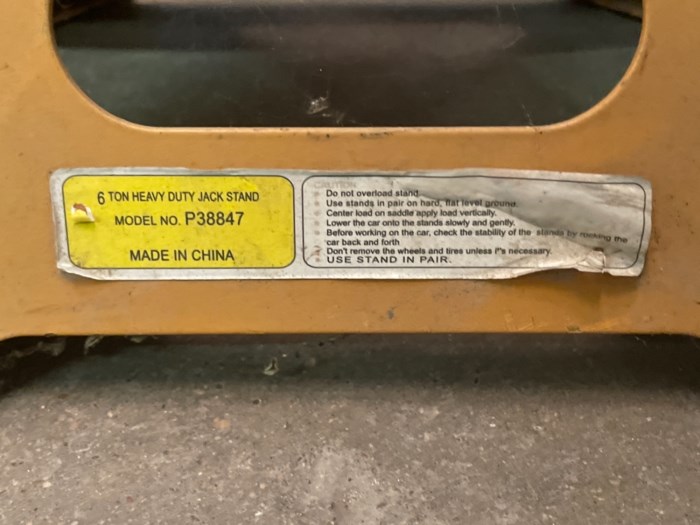 6 TON HEAVY DUTY JACK STAND
MODEL NO. P38847
MADE IN CHINA
CAUTION
Do not overload stand.
Use stands in pair on hard, flat level ground.
Center load on saddle apply load vertically.
Lower the car onto the stands slowly and gently.
Before working on the car, check the stability of the stands by rocking the
car back and forth
Don't remove the wheels and tires unless it's necessary.
USE STAND IN PAIR.